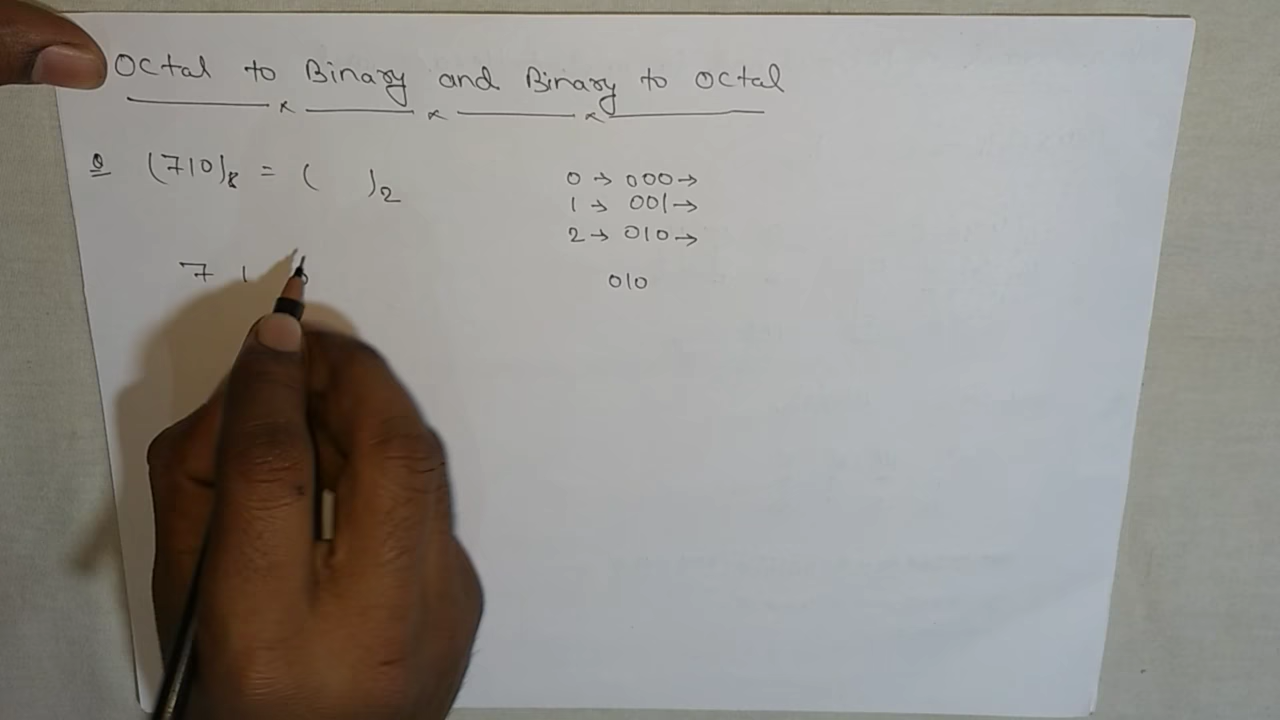 Octal to Binary and Binary to Octal
Q (710)8 = ( )2
0 → 000 →
1 → 001 →
2 → 010 →
7 1 0
010